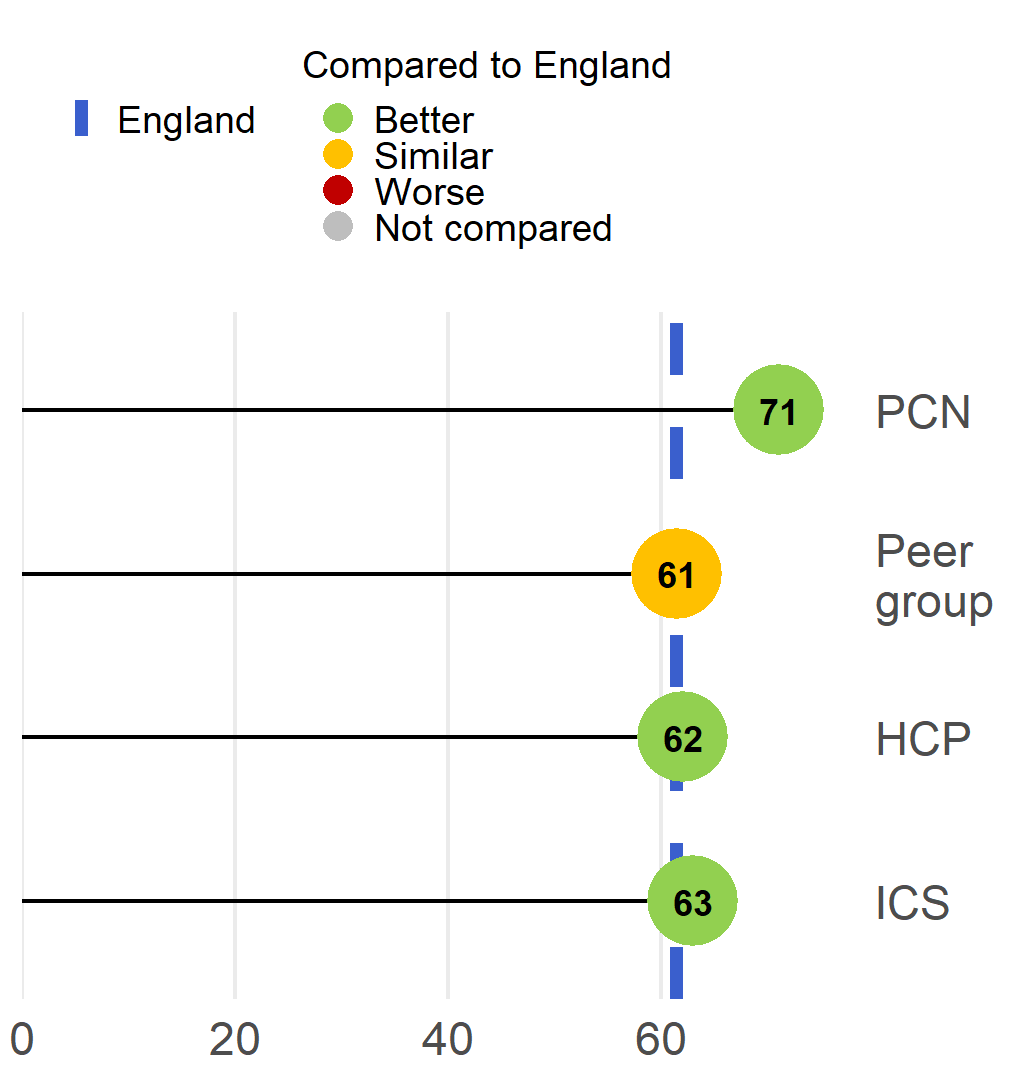 Compared to England
England
Better
Similar
Worse
Not compared
71
PCN
61
Peer
group
62
HCP
63
ICS
0 20 40 60